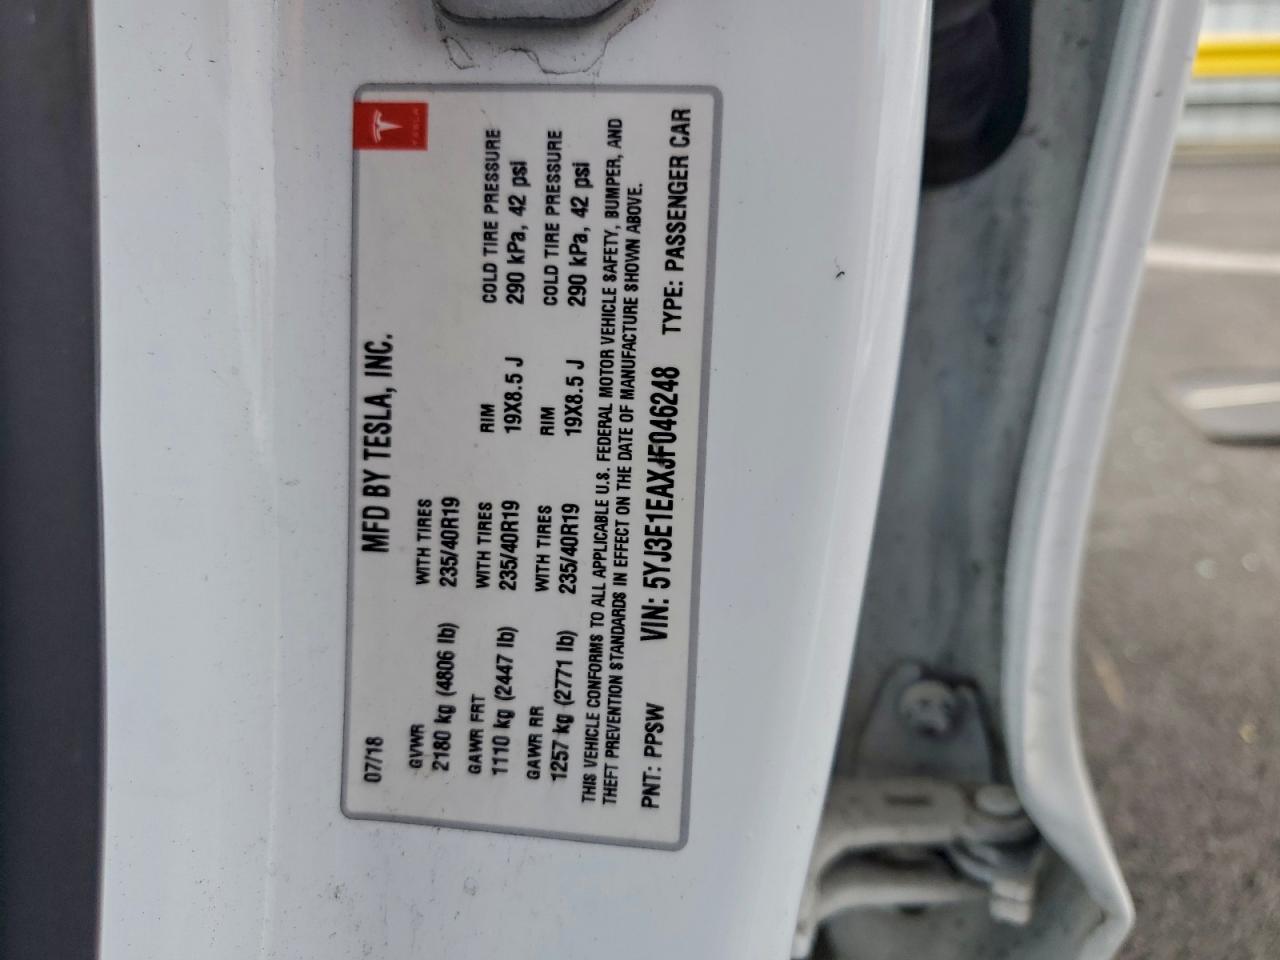 TESLA
07/18 MFD BY TESLA, INC.
GVWR WITH TIRES
2180 kg (4806 lb) 235/40R19
GAWR FRT WITH TIRES RIM COLD TIRE PRESSURE
1110 kg (2447 lb) 235/40R19 19X8.5 J 290 kPa, 42 psi
GAWR RR WITH TIRES RIM COLD TIRE PRESSURE
1257 kg (2771 lb) 235/40R19 19X8.5 J 290 kPa, 42 psi
THIS VEHICLE CONFORMS TO ALL APPLICABLE U.S. FEDERAL MOTOR VEHICLE SAFETY, BUMPER, AND
THEFT PREVENTION STANDARDS IN EFFECT ON THE DATE OF MANUFACTURE SHOWN ABOVE.
PNT: PPSW VIN: 5YJ3E1EAXJF046248 TYPE: PASSENGER CAR